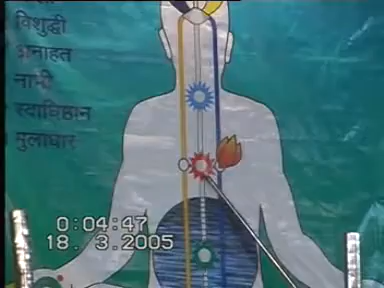 विशुद्धी
अनाहत
नाभी
स्वाधिष्ठान
मुलाधार
0:04:47
18. 3.2005